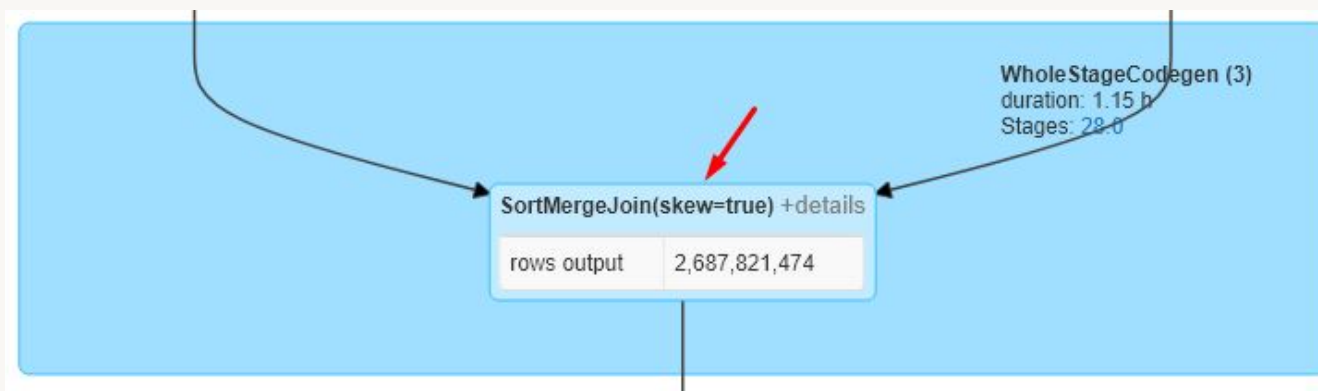 WholeStageCodegen (3)
duration: 1.15 h
Stages: 28.0
SortMergeJoin(skew=true) +details
rows output 2,687,821,474